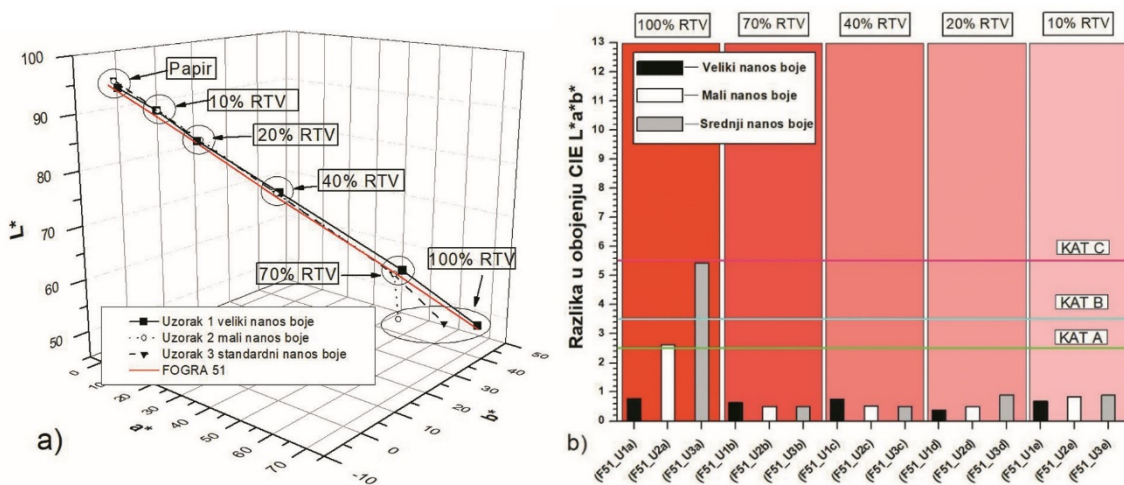 100
90
80
70
60
50
L*
Papir
10% RTV
20% RTV
40% RTV
70% RTV
100% RTV
Uzorak 1 veliki nanos boje
Uzorak 2 mali nanos boje
Uzorak 3 standardni nanos boje
FOGRA 51
0
10
20
30
40
50
60
70
a*
-10
0
10
20
30
40
50
b*
a)
100% RTV
70% RTV
40% RTV
20% RTV
10% RTV
Razlika u obojenju CIE L*a*b*
13
12
11
10
9
8
7
6
5
4
3
2
1
0
Veliki nanos boje
Mali nanos boje
Srednji nanos boje
KAT C
KAT B
KAT A
(F51_U1a)
(F51_U2a)
(F51_U3a)
(F51_U1b)
(F51_U2b)
(F51_U3b)
(F51_U1c)
(F51_U2c)
(F51_U3c)
(F51_U1d)
(F51_U2d)
(F51_U3d)
(F51_U1e)
(F51_U2e)
(F51_U3e)
b)